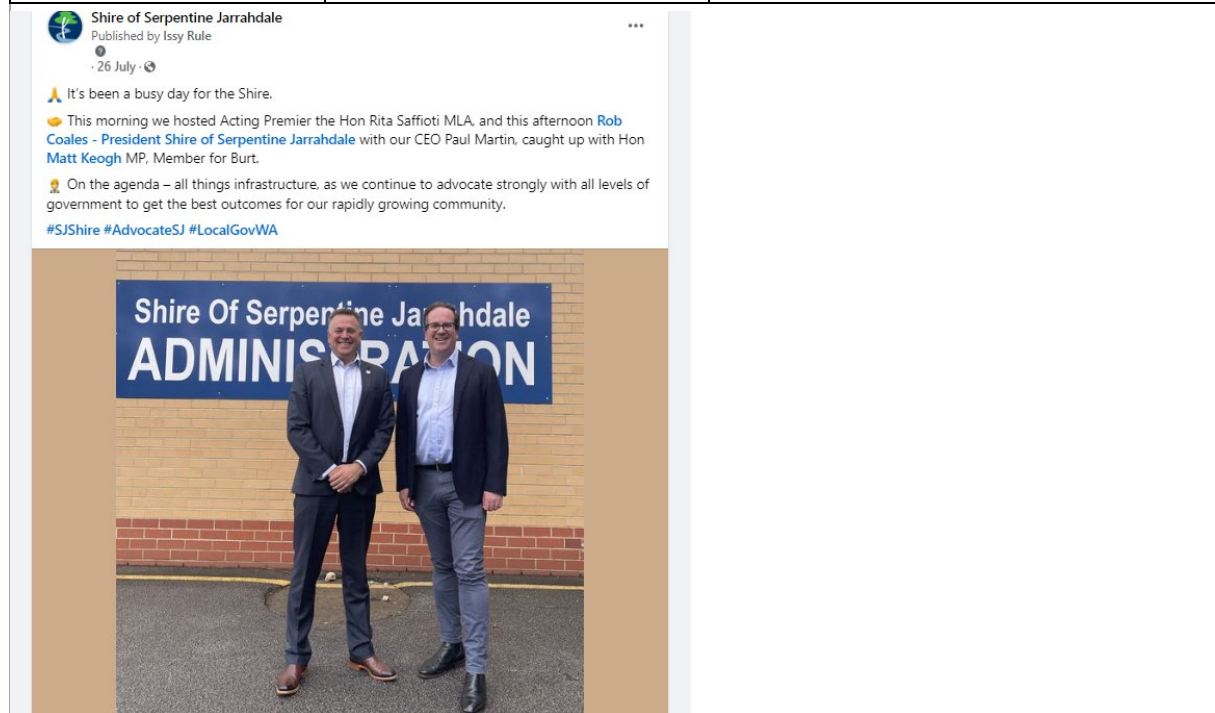 Shire of Serpentine Jarrahdale
Published by Issy Rule
· 26 July ·
🙏 It's been a busy day for the Shire.
🤝 This morning we hosted Acting Premier the Hon Rita Saffioti MLA, and this afternoon Rob
Coales - President Shire of Serpentine Jarrahdale with our CEO Paul Martin, caught up with Hon
Matt Keogh MP, Member for Burt.
👷 On the agenda – all things infrastructure, as we continue to advocate strongly with all levels of
government to get the best outcomes for our rapidly growing community.
#SJShire #AdvocateSJ #LocalGovWA
Shire Of Serpentine Jarrahdale
ADMINISTRATION